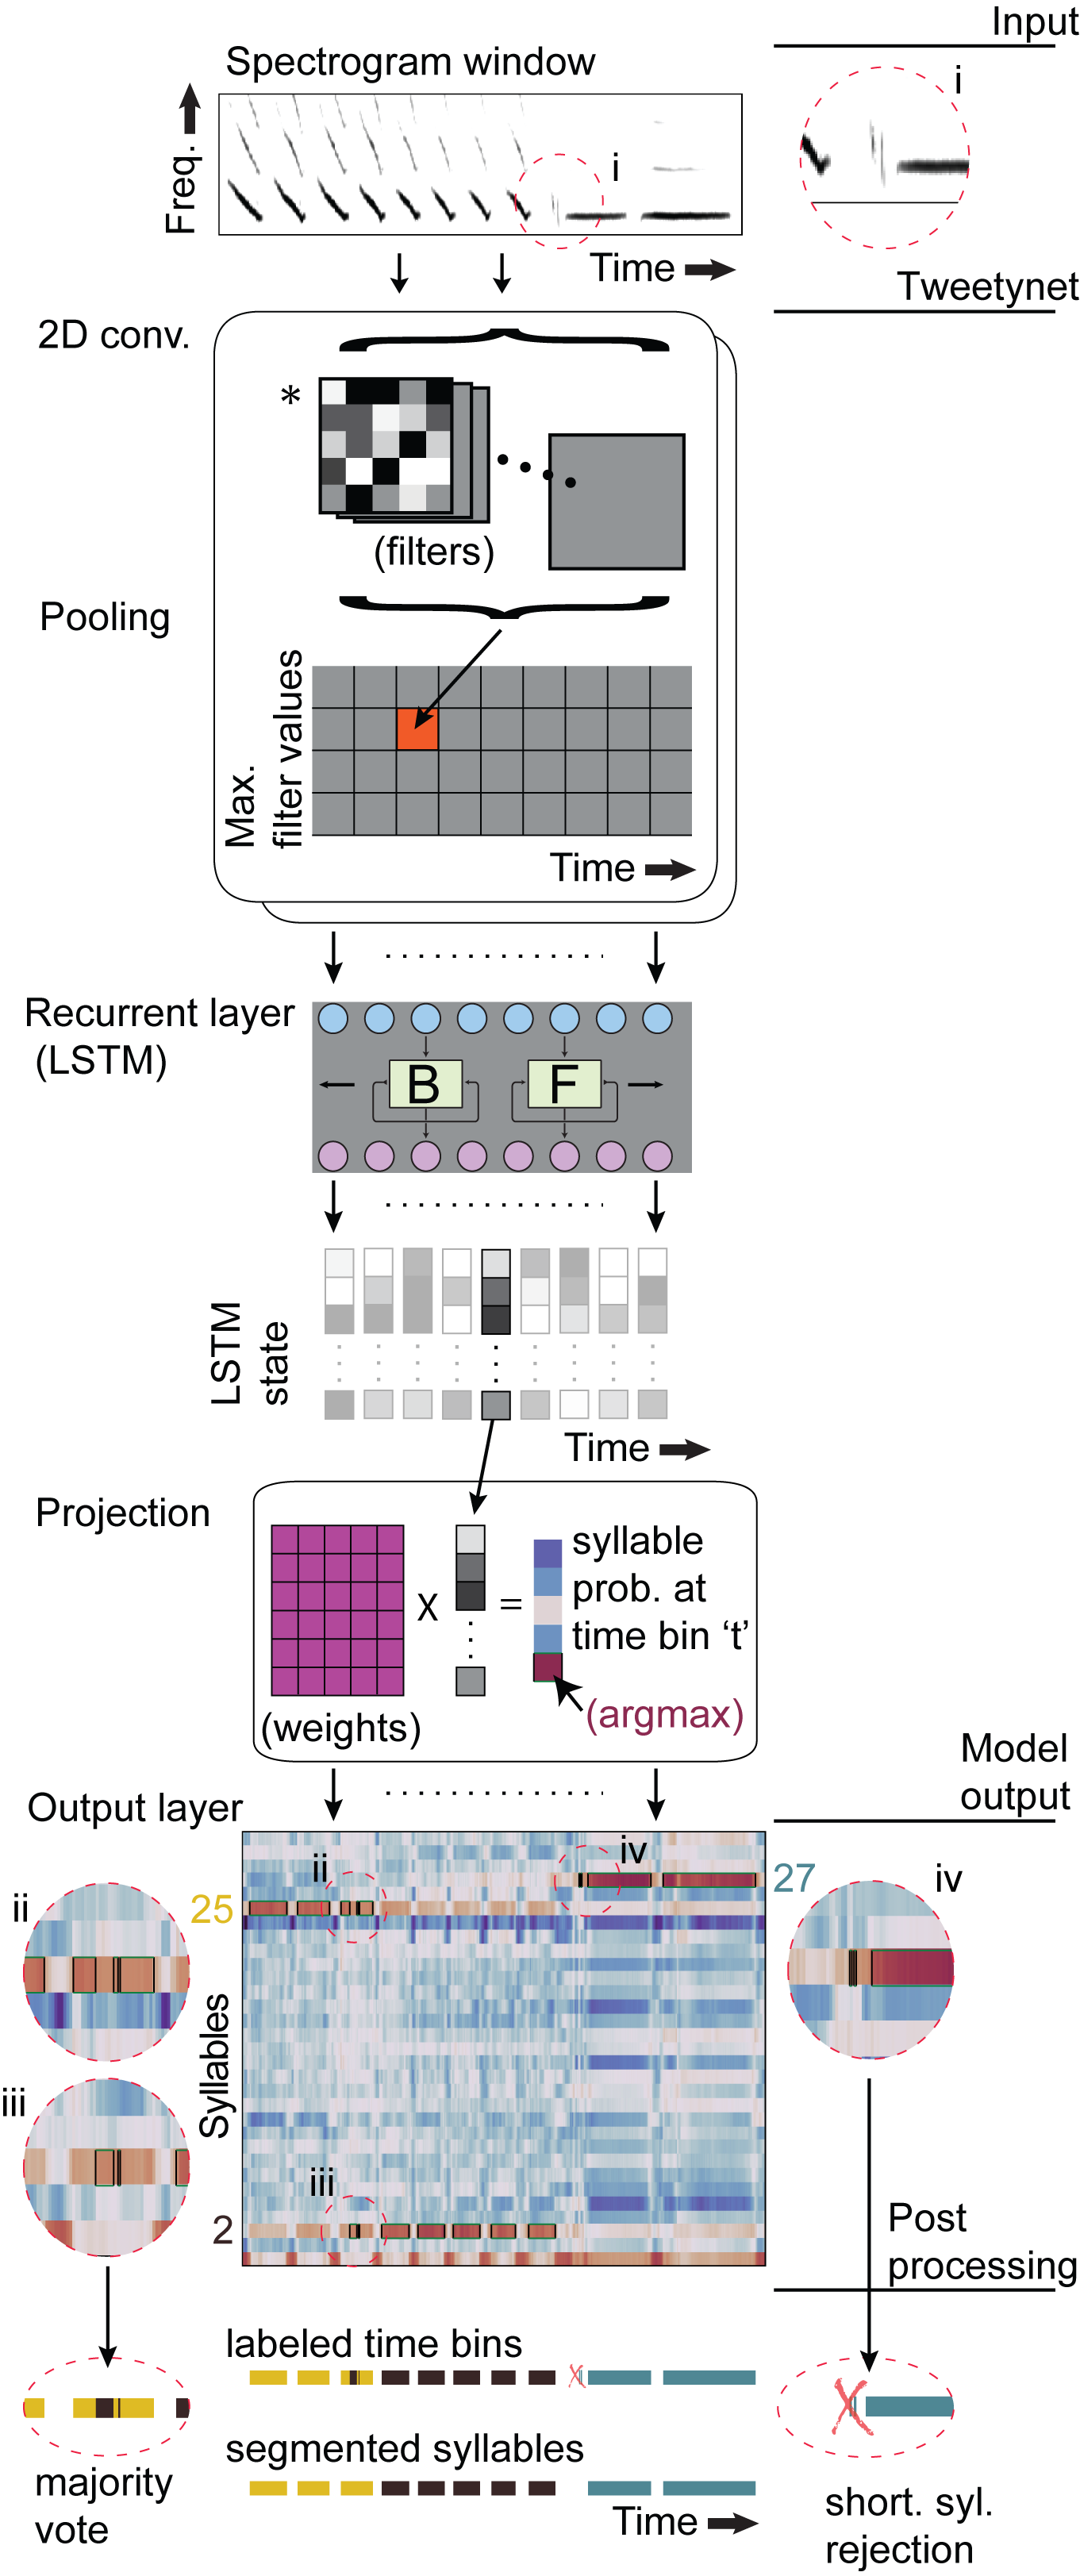 Input
Spectrogram window
i
i
Freq.
Time
Tweetynet
2D conv.
*
(filters)
Pooling
Max.
filter values
Time
Recurrent layer
(LSTM)
B
F
LSTM
state
Time
Projection
syllable
prob. at
time bin ‘t’
X
=
(argmax)
(weights)
Model
output
Output layer
ii
iv
27
iv
ii
25
Syllables
iii
iii
2
Post
processing
labeled time bins
X
X
segmented syllables
majority
vote
Time
short. syl.
rejection